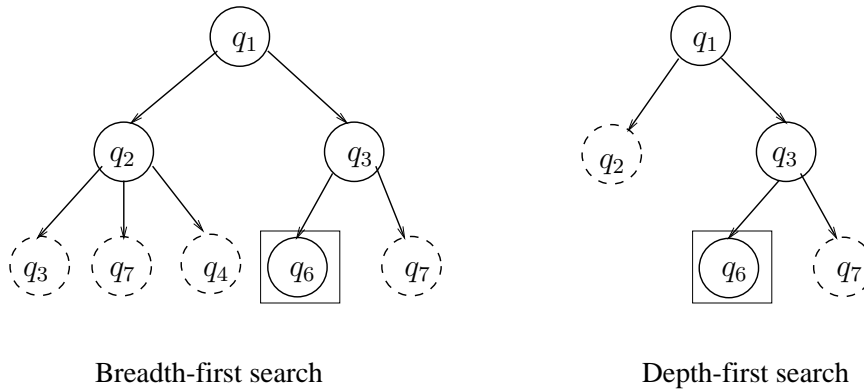 q1 q1
q2 q3 q2 q3
q3 q7 q4 q6 q7 q6 q7
Breadth-first search Depth-first search